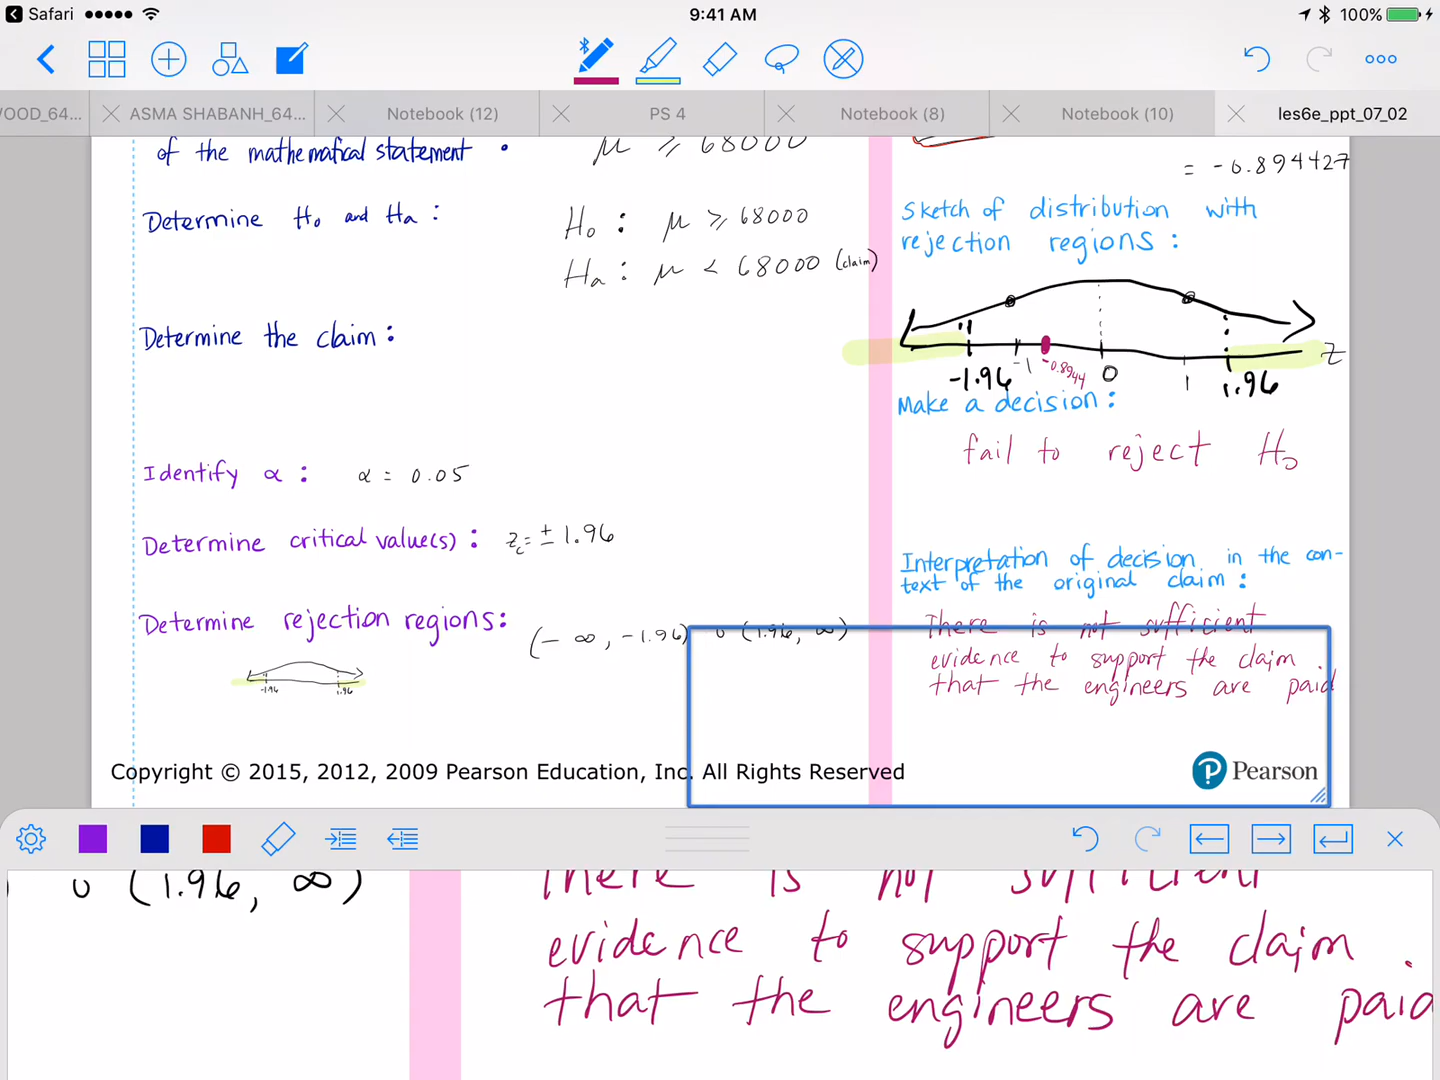 Safari
9:41 AM
100%
WOOD_64...
ASMA SHABANH_64...
Notebook (12)
PS 4
Notebook (8)
Notebook (10)
les6e_ppt_07_02
of the mathematical statement :
μ ≥ 68000
Determine Ho and Ha :
Ho : μ ≥ 68000
Ha : μ < 68000 (claim)
Determine the claim :
Identify α : α = 0.05
Determine critical value(s) : zc = ± 1.96
Determine rejection regions :
(- ∞, -1.96) ∪ (1.96, ∞)
-1.96 1.96
= -0.894427
Sketch of distribution with
rejection regions :
-1.96 -1 -0.8944 0 1 1.96 z
Make a decision :
fail to reject Ho
Interpretation of decision in the con-
text of the original claim :
There is not sufficient
evidence to support the claim .
that the engineers are paid
Copyright © 2015, 2012, 2009 Pearson Education, Inc. All Rights Reserved
Pearson
∪ (1.96, ∞)
There is not sufficient
evidence to support the claim .
that the engineers are paid